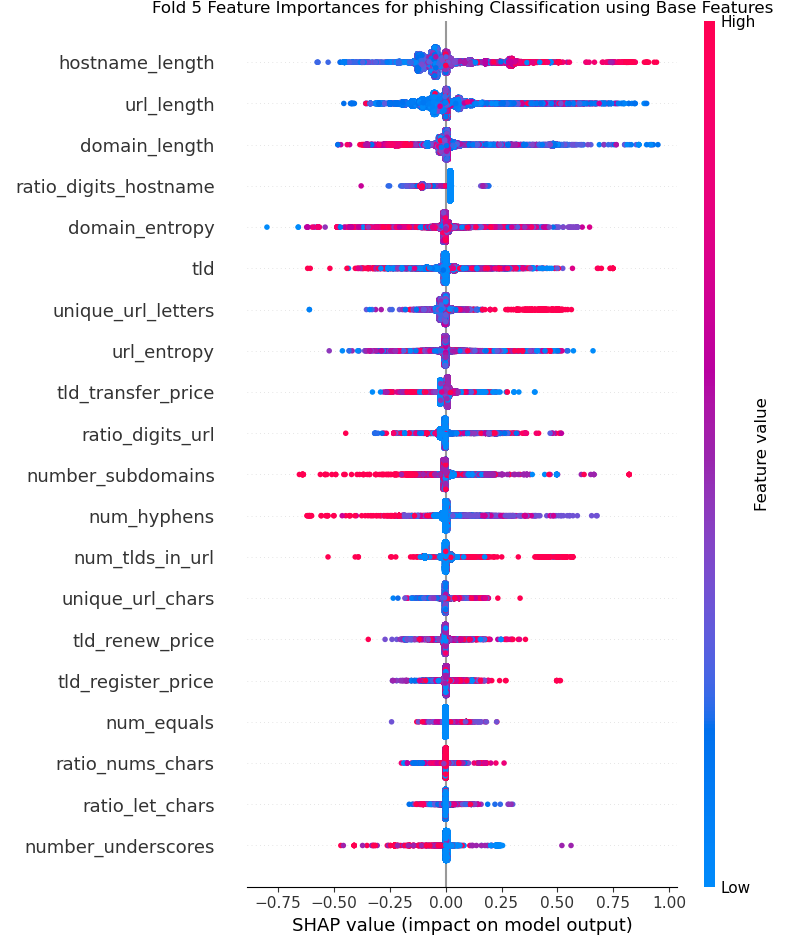 Fold 5 Feature Importances for phishing Classification using Base Features
High
hostname_length
url_length
domain_length
ratio_digits_hostname
domain_entropy
tld
unique_url_letters
url_entropy
tld_transfer_price
ratio_digits_url
number_subdomains
num_hyphens
num_tlds_in_url
unique_url_chars
tld_renew_price
tld_register_price
num_equals
ratio_nums_chars
ratio_let_chars
number_underscores
Feature value
Low
−0.75 −0.50 −0.25 0.00 0.25 0.50 0.75 1.00
SHAP value (impact on model output)